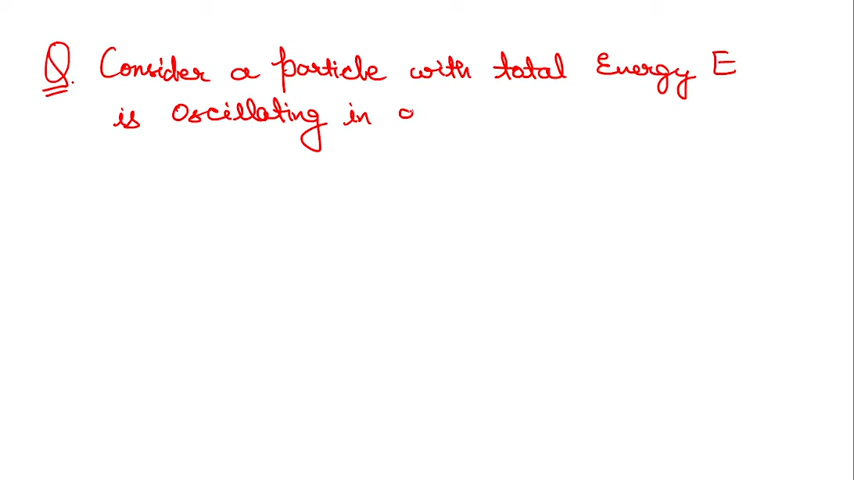 Q. Consider a particle with total Energy E
is Oscillating in